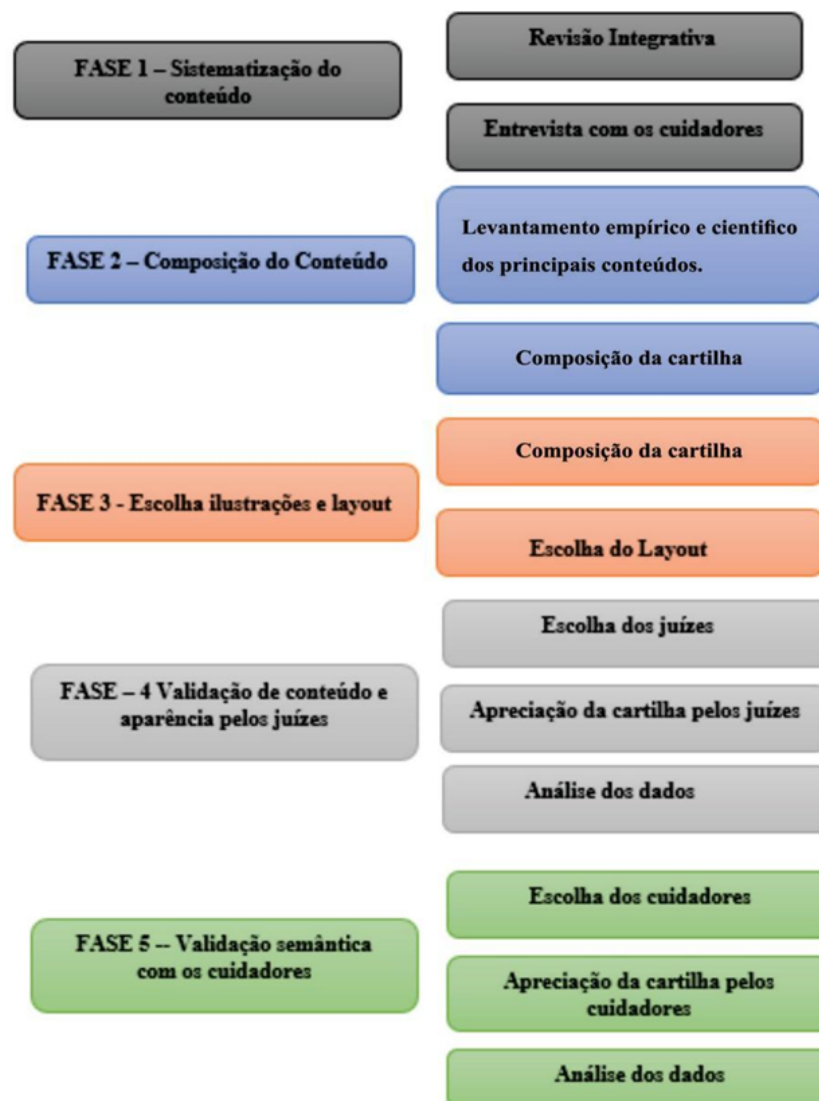 FASE 1 – Sistematização do
conteúdo
Revisão Integrativa
Entrevista com os cuidadores
FASE 2 – Composição do Conteúdo
Levantamento empírico e cientifico
dos principais conteúdos.
Composição da cartilha
FASE 3 - Escolha ilustrações e layout
Composição da cartilha
Escolha do Layout
FASE – 4 Validação de conteúdo e
aparência pelos juízes
Escolha dos juízes
Apreciação da cartilha pelos juízes
Análise dos dados
FASE 5 -- Validação semântica
com os cuidadores
Escolha dos cuidadores
Apreciação da cartilha pelos
cuidadores
Análise dos dados